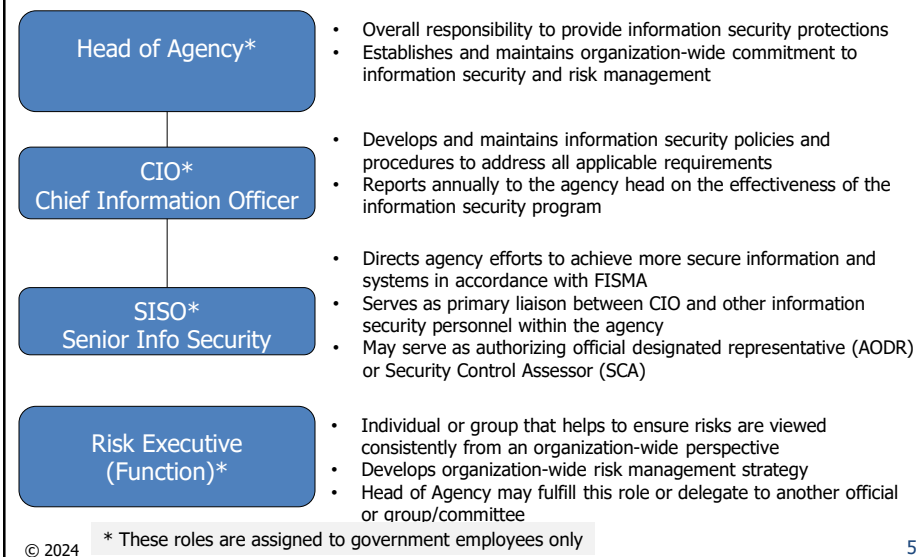 Head of Agency*
• Overall responsibility to provide information security protections
• Establishes and maintains organization-wide commitment to
information security and risk management
CIO*
Chief Information Officer
• Develops and maintains information security policies and
procedures to address all applicable requirements
• Reports annually to the agency head on the effectiveness of the
information security program
SISO*
Senior Info Security
• Directs agency efforts to achieve more secure information and
systems in accordance with FISMA
• Serves as primary liaison between CIO and other information
security personnel within the agency
• May serve as authorizing official designated representative (AODR)
or Security Control Assessor (SCA)
Risk Executive
(Function)*
• Individual or group that helps to ensure risks are viewed
consistently from an organization-wide perspective
• Develops organization-wide risk management strategy
• Head of Agency may fulfill this role or delegate to another official
or group/committee
© 2024
* These roles are assigned to government employees only
5